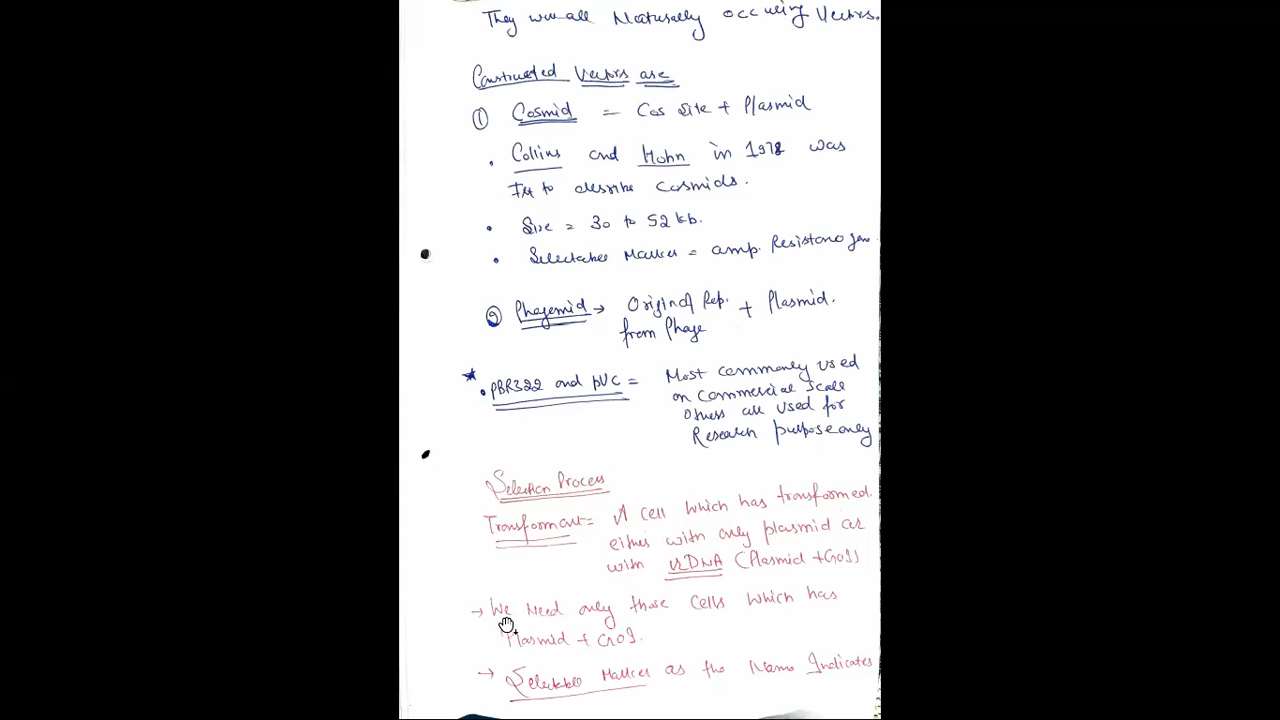 They were all Naturally occuring Vectors.
Constructed Vectors are
① Cosmid = Cos site + Plasmid
• Collins and Hohn in 1978 was
Ist to describe Cosmids.
• Size = 30 to 52 kb.
• Selectable Marker = amp. Resistance gene
② Phagemid → Origin of Rep. + Plasmid.
from Phage
* • pBR322 and pUC = Most commonly used
on commercial scale
Others are used for
Research purpose only
Selection Process
Transformant = A cell which has transformed
either with only plasmid or
with rDNA (Plasmid + GOI)
→ We Need only those cells which has
Plasmid + GOI.
→ Selectable Marker as the Name Indicates